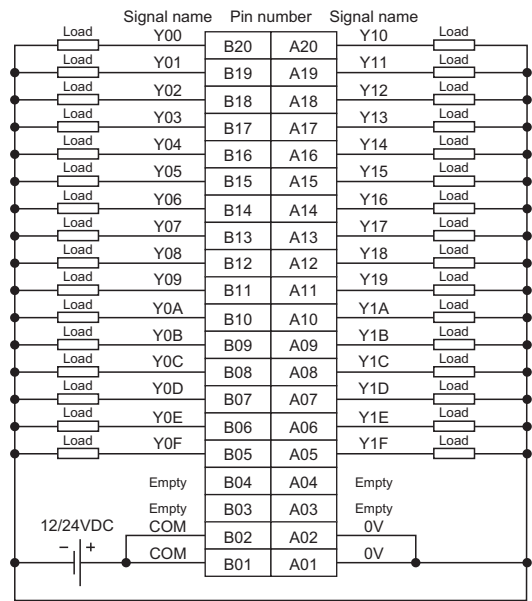 Signal name Pin number Signal name
Load Y00 B20 A20 Y10 Load
Load Y01 B19 A19 Y11 Load
Load Y02 B18 A18 Y12 Load
Load Y03 B17 A17 Y13 Load
Load Y04 B16 A16 Y14 Load
Load Y05 B15 A15 Y15 Load
Load Y06 B14 A14 Y16 Load
Load Y07 B13 A13 Y17 Load
Load Y08 B12 A12 Y18 Load
Load Y09 B11 A11 Y19 Load
Load Y0A B10 A10 Y1A Load
Load Y0B B09 A09 Y1B Load
Load Y0C B08 A08 Y1C Load
Load Y0D B07 A07 Y1D Load
Load Y0E B06 A06 Y1E Load
Load Y0F B05 A05 Y1F Load
Empty B04 A04 Empty
Empty B03 A03 Empty
12/24VDC COM B02 A02 0V
− + COM B01 A01 0V